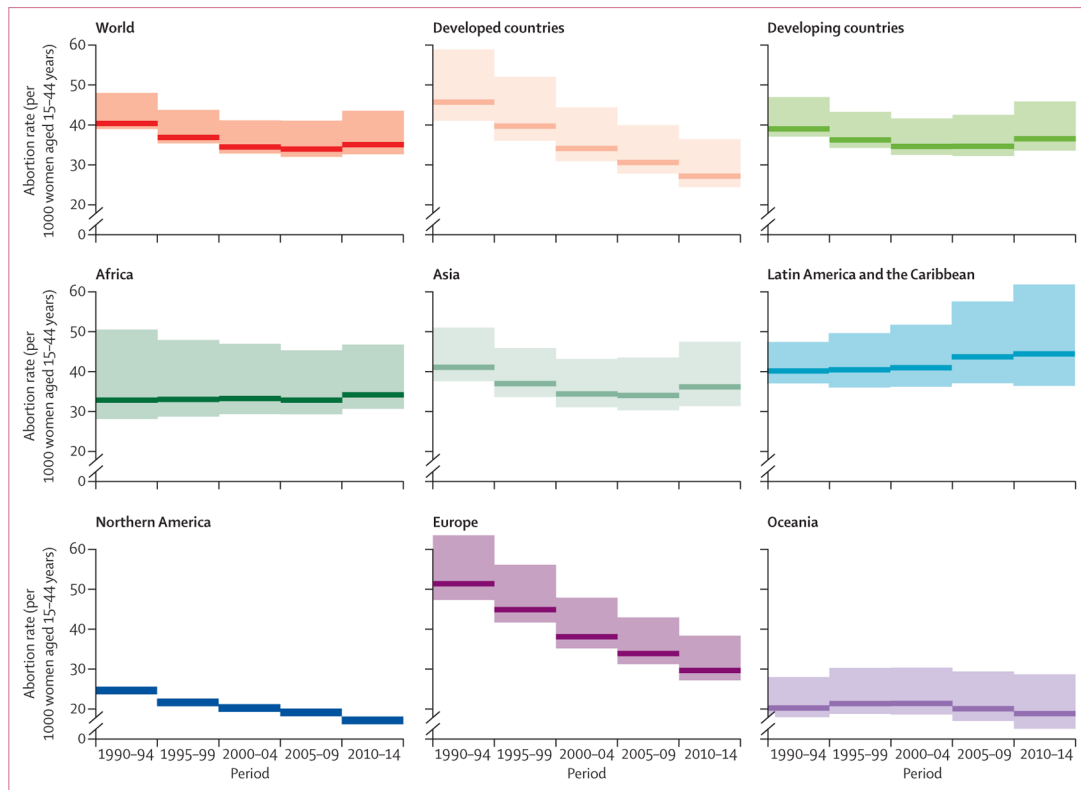 World
Developed countries
Developing countries
Abortion rate (per
1000 women aged 15–44 years)
60
50
40
30
20
0
Africa
Asia
Latin America and the Caribbean
Abortion rate (per
1000 women aged 15–44 years)
60
50
40
30
20
0
Northern America
Europe
Oceania
Abortion rate (per
1000 women aged 15–44 years)
60
50
40
30
20
0
1990–94 1995–99 2000–04 2005–09 2010–14
Period
1990–94 1995–99 2000–04 2005–09 2010–14
Period
1990–94 1995–99 2000–04 2005–09 2010–14
Period